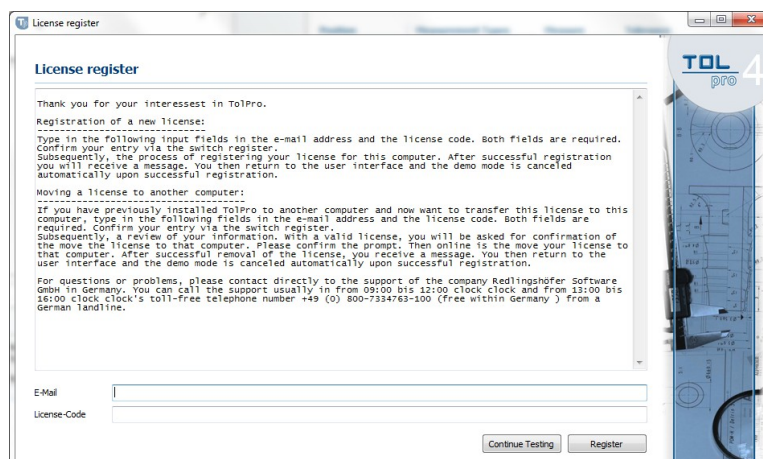 License register
License register
Thank you for your interessest in TolPro.
Registration of a new license:
------------------------------
Type in the following input fields in the e-mail address and the license code. Both fields are required.
Confirm your entry via the switch register.
Subsequently, the process of registering your license for this computer. After successful registration
you will receive a message. You then return to the user interface and the demo mode is canceled
automatically upon successful registration.
Moving a license to another computer:
-------------------------------------
If you have previously installed TolPro to another computer and now want to transfer this license to this
computer, type in the following fields in the e-mail address and the license code. Both fields are
required. Confirm your entry via the switch register.
Subsequently, a review of your information. With a valid license, you will be asked for confirmation of
the move the license to that computer. Please confirm the prompt. Then online is the move your license to
that computer. After successful removal of the license, you receive a message. You then return to the
user interface and the demo mode is canceled automatically upon successful registration.
For questions or problems, please contact directly to the support of the company Redlingshöfer Software
GmbH in Germany. You can call the support usually in from 09:00 bis 12:00 clock clock and from 13:00 bis
16:00 clock clock's toll-free telephone number +49 (0) 800-7334763-100 (free within Germany ) from a
German landline.
E-Mail
License-Code
Continue Testing
Register
TOL
pro 4